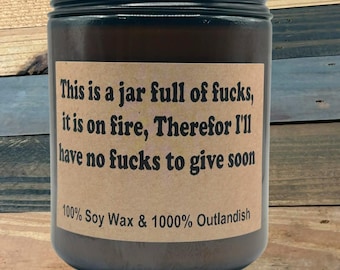 This is a jar full of fucks,
it is on fire, Therefor I'll
have no fucks to give soon
100% Soy Wax & 1000% Outlandish